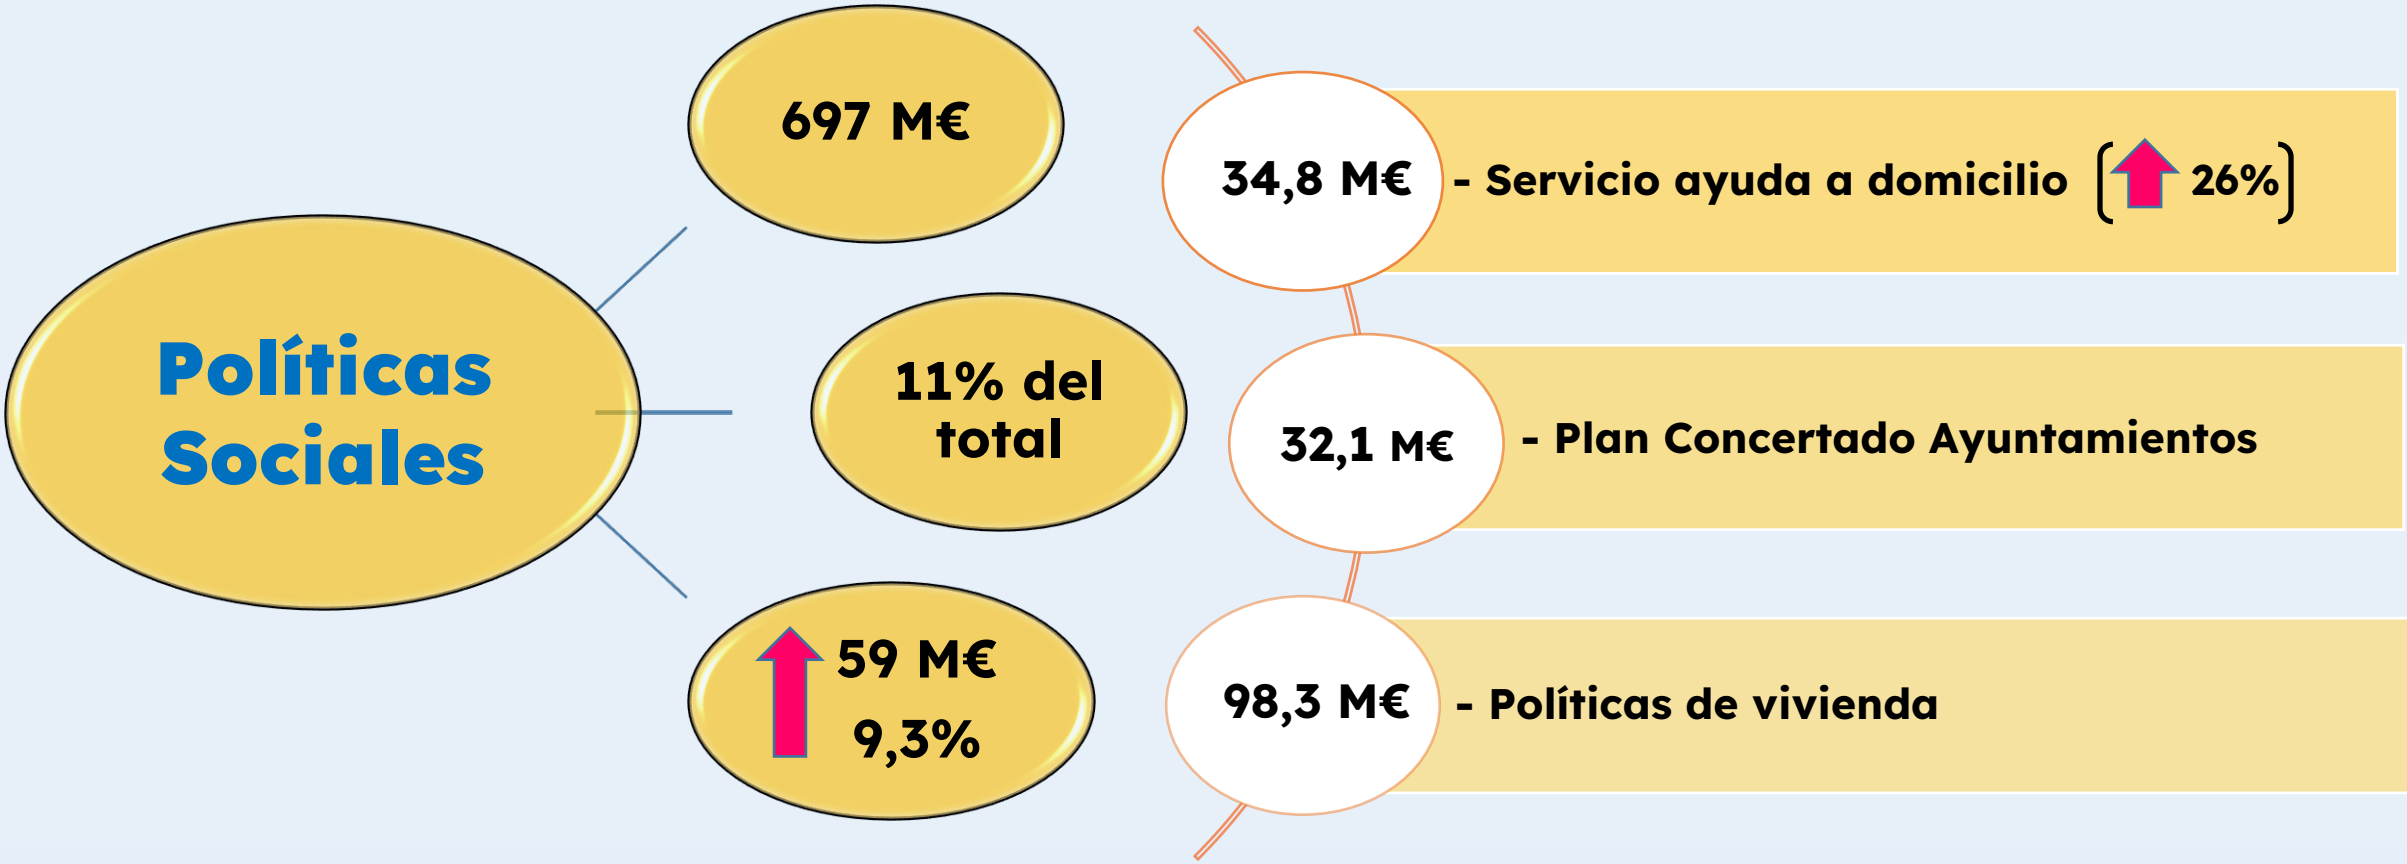 Políticas
Sociales
697 M€
11% del
total
59 M€
9,3%
34,8 M€ - Servicio ayuda a domicilio (26%)
32,1 M€ - Plan Concertado Ayuntamientos
98,3 M€ - Políticas de vivienda